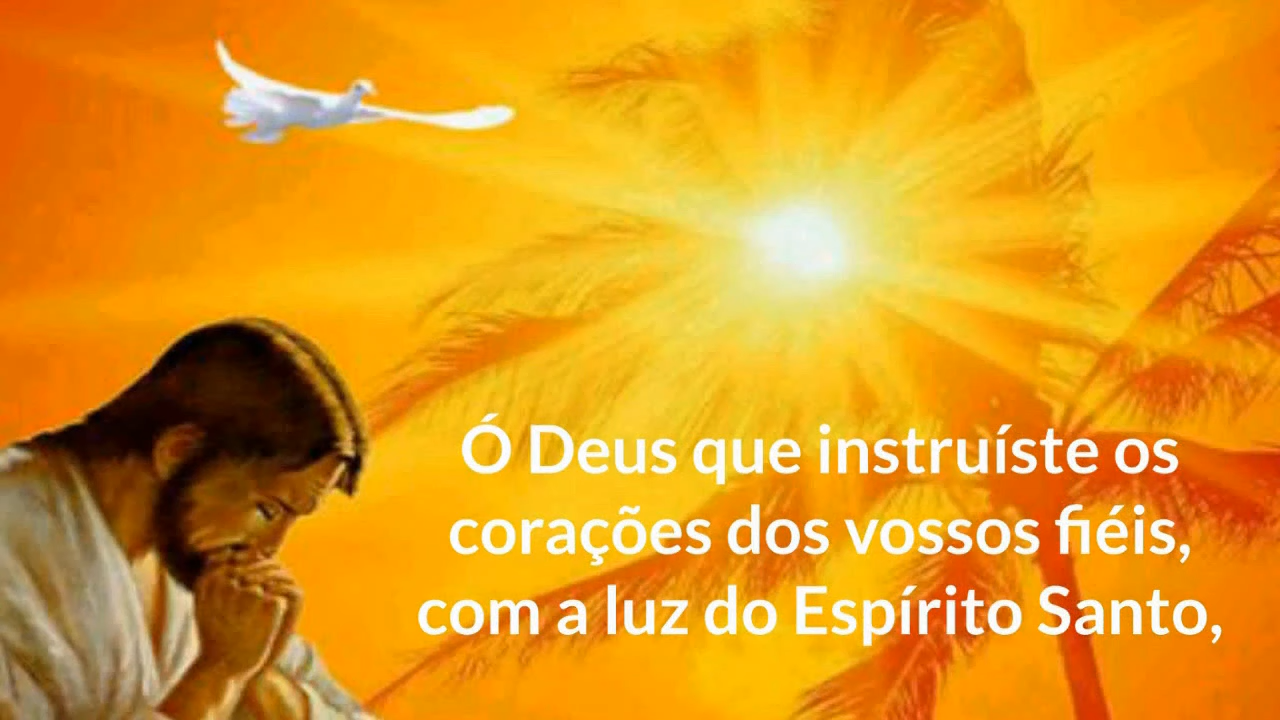 Ó Deus que instruíste os
corações dos vossos fiéis,
com a luz do Espírito Santo,